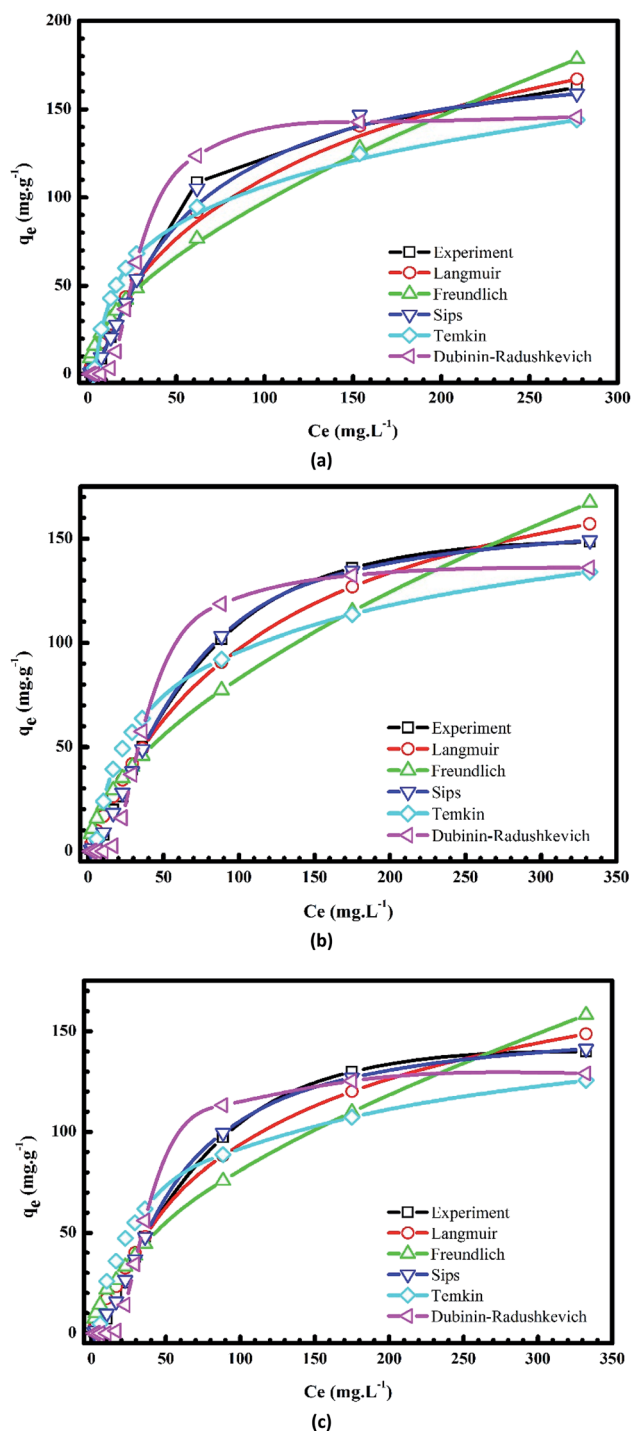 200
150
100
50
0
qe (mg.g-1)
Experiment
Langmuir
Freundlich
Sips
Temkin
Dubinin-Radushkevich
0 50 100 150 200 250 300
Ce (mg.L-1)
(a)
150
100
50
0
qe (mg.g-1)
Experiment
Langmuir
Freundlich
Sips
Temkin
Dubinin-Radushkevich
0 50 100 150 200 250 300 350
Ce (mg.L-1)
(b)
150
100
50
0
qe (mg.g-1)
Experiment
Langmuir
Freundlich
Sips
Temkin
Dubinin-Radushkevich
0 50 100 150 200 250 300 350
Ce (mg.L-1)
(c)